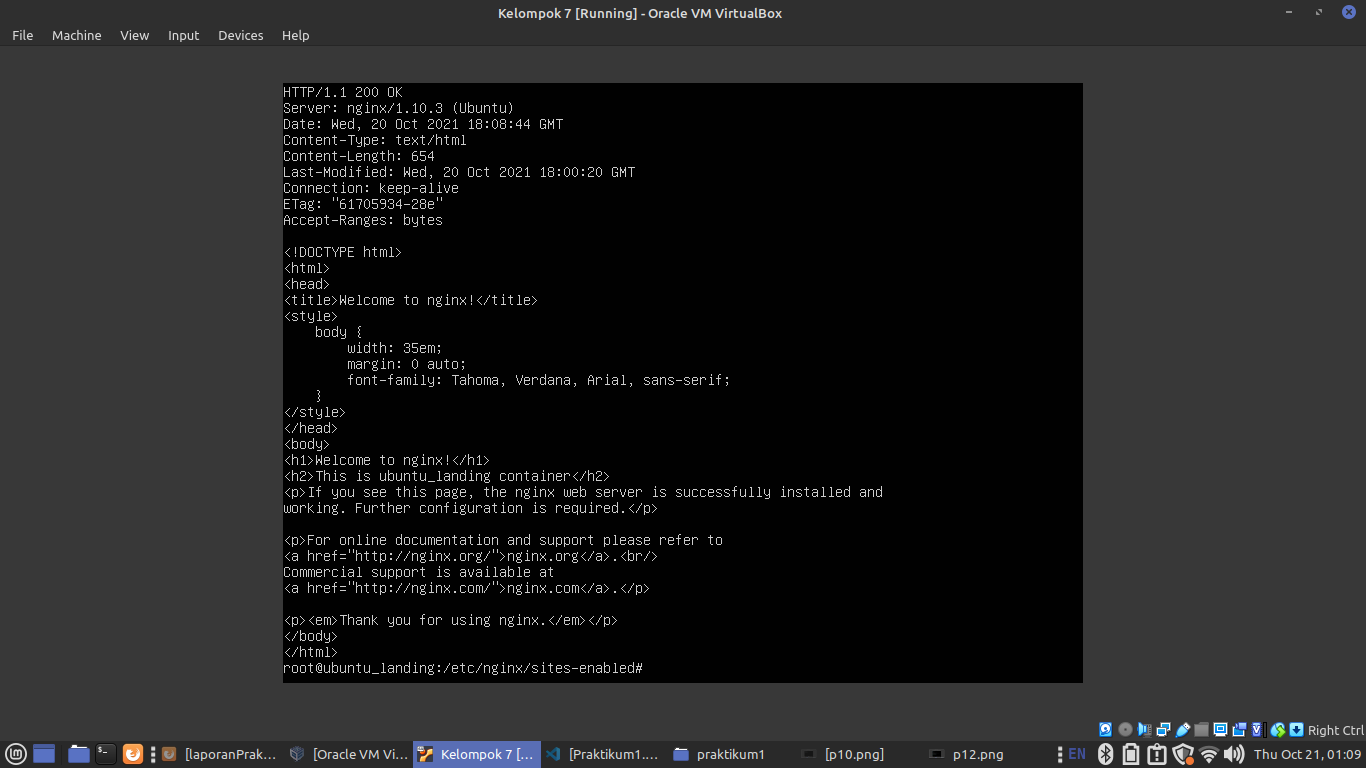 Kelompok 7 [Running] - Oracle VM VirtualBox
File Machine View Input Devices Help
HTTP/1.1 200 OK
Server: nginx/1.10.3 (Ubuntu)
Date: Wed, 20 Oct 2021 18:08:44 GMT
Content-Type: text/html
Content-Length: 654
Last-Modified: Wed, 20 Oct 2021 18:00:20 GMT
Connection: keep-alive
ETag: "61705934-28e"
Accept-Ranges: bytes

<!DOCTYPE html>
<html>
<head>
<title>Welcome to nginx!</title>
<style>
    body {
        width: 35em;
        margin: 0 auto;
        font-family: Tahoma, Verdana, Arial, sans-serif;
    }
</style>
</head>
<body>
<h1>Welcome to nginx!</h1>
<h2>This is ubuntu_landing container</h2>
<p>If you see this page, the nginx web server is successfully installed and
working. Further configuration is required.</p>

<p>For online documentation and support please refer to
<a href="http://nginx.org/">nginx.org</a>.<br/>
Commercial support is available at
<a href="http://nginx.com/">nginx.com</a>.</p>

<p><em>Thank you for using nginx.</em></p>
</body>
</html>
root@ubuntu_landing:/etc/nginx/sites-enabled#
Right Ctrl
[laporanPrak... [Oracle VM Vi... Kelompok 7 [... [Praktikum1.... praktikum1 [p10.png] p12.png EN Thu Oct 21, 01:09